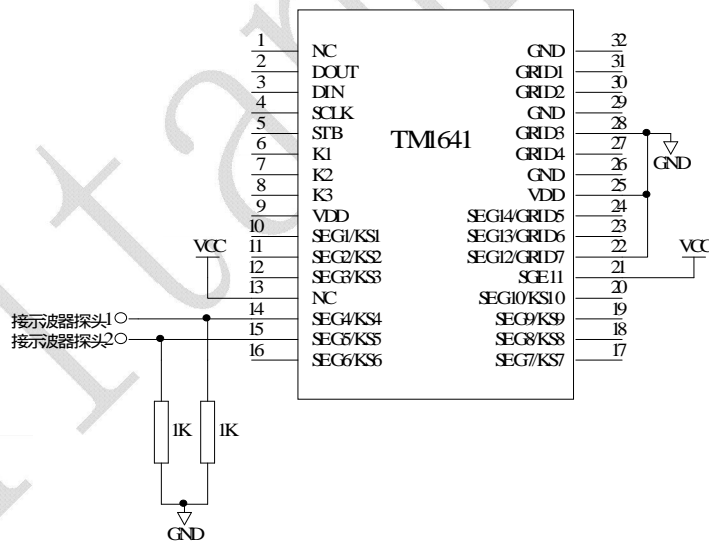 1 NC GND 32
2 DOUT GRID1 31
3 DIN GRID2 30
4 SCLK GND 29
5 STB GRID3 28
6 K1 GRID4 27
7 K2 GND 26
8 K3 VDD 25
9 VDD SEG14/GRID5 24
10 SEG1/KS1 SEG13/GRID6 23
11 SEG2/KS2 SEG12/GRID7 22
12 SEG3/KS3 SGE11 21
13 NC SEG10/KS10 20
14 SEG4/KS4 SEG9/KS9 19
15 SEG5/KS5 SEG8/KS8 18
16 SEG6/KS6 SEG7/KS7 17
TM1641
GND
VCC
VCC
接示波器探头1
接示波器探头2
1K
1K
GND